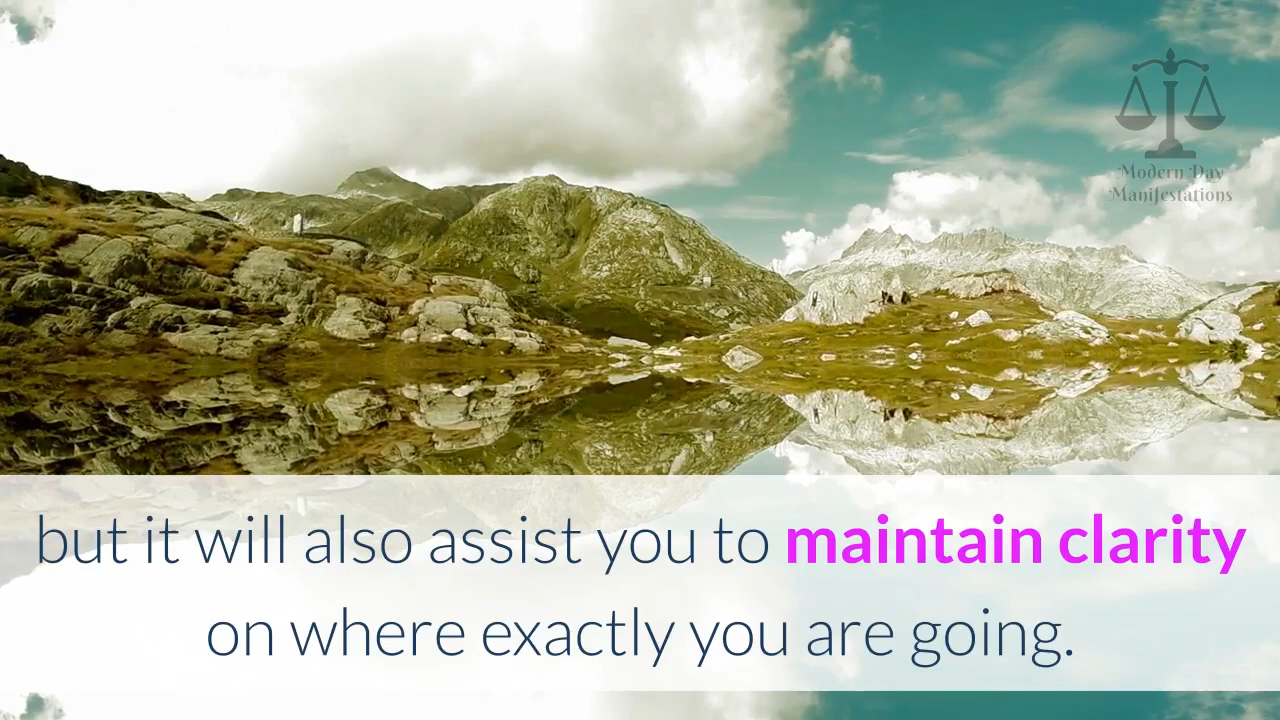 Modern Day
Manifestations
but it will also assist you to maintain clarity
on where exactly you are going.